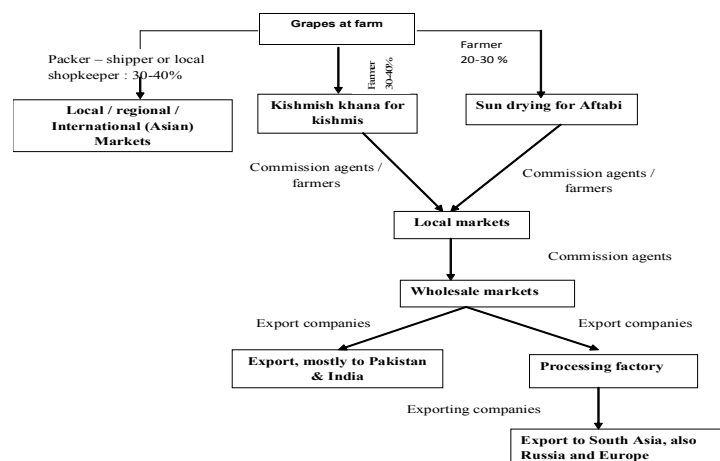 Grapes at farm
Packer – shipper or local
shopkeeper : 30-40%
Farmer
30-40%
Farmer
20-30 %
Local / regional /
International (Asian)
Markets
Kishmish khana for
kishmis
Sun drying for Aftabi
Commission agents /
farmers
Commission agents /
farmers
Local markets
Commission agents
Wholesale markets
Export companies
Export companies
Export, mostly to Pakistan
& India
Processing factory
Exporting companies
Export to South Asia, also
Russia and Europe